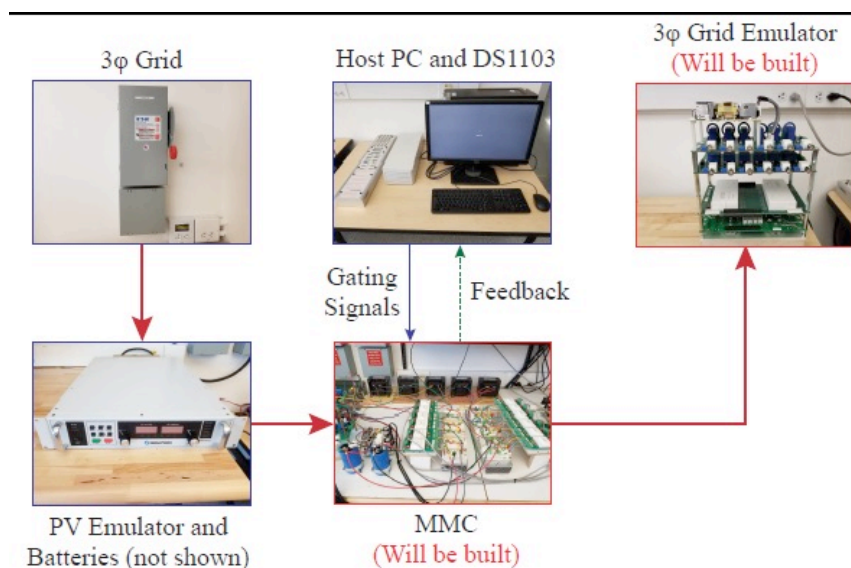 3φ Grid
Host PC and DS1103
3φ Grid Emulator
(Will be built)
Gating
Signals
Feedback
PV Emulator and
Batteries (not shown)
MMC
(Will be built)